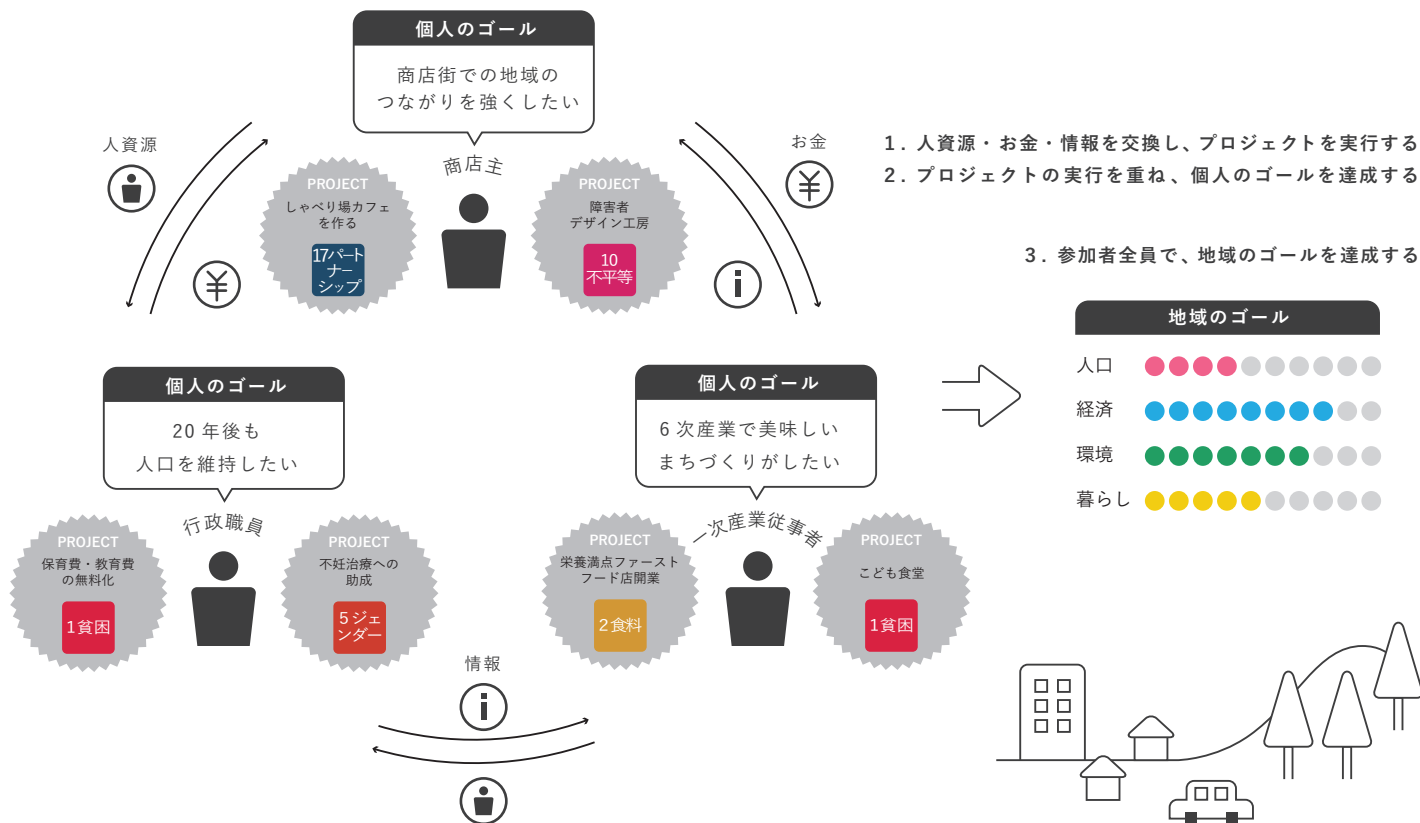 個人のゴール
商店街での地域の
つながりを強くしたい
人資源
お金
1. 人資源・お金・情報を交換し、プロジェクトを実行する
2. プロジェクトの実行を重ね、個人のゴールを達成する
3. 参加者全員で、地域のゴールを達成する
商店主
PROJECT
しゃべり場カフェ
を作る
17パート
ナー
シップ
PROJECT
障害者
デザイン工房
10
不平等
¥
¥
i
個人のゴール
20年後も
人口を維持したい
行政職員
PROJECT
保育費・教育費
の無料化
1貧困
PROJECT
不妊治療への
助成
5ジェ
ンダー
個人のゴール
6次産業で美味しい
まちづくりがしたい
一次産業従事者
PROJECT
栄養満点ファースト
フード店開業
2食料
PROJECT
こども食堂
1貧困
情報
i
地域のゴール
人口
経済
環境
暮らし